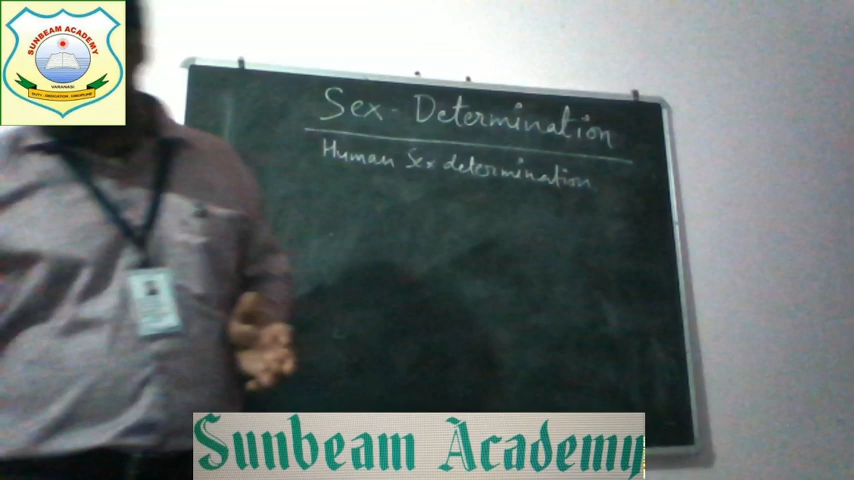 SUNBEAM ACADEMY
VARANASI
Sex - Determination
Human Sex determination
Sunbeam Academy